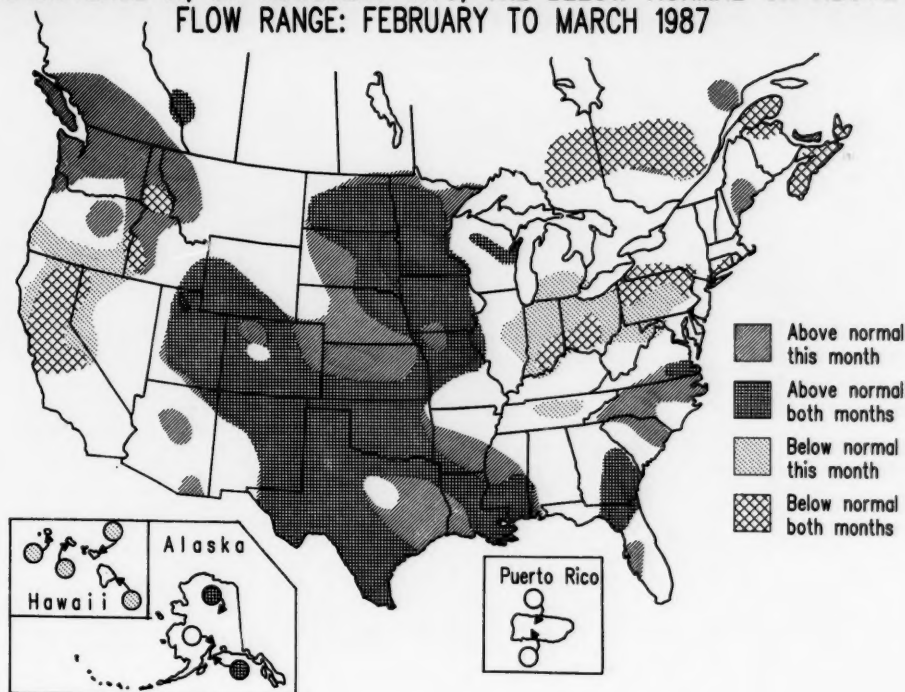 FLOW RANGE: FEBRUARY TO MARCH 1987
Above normal
this month
Above normal
both months
Below normal
this month
Below normal
both months
Alaska
Hawaii
Puerto Rico